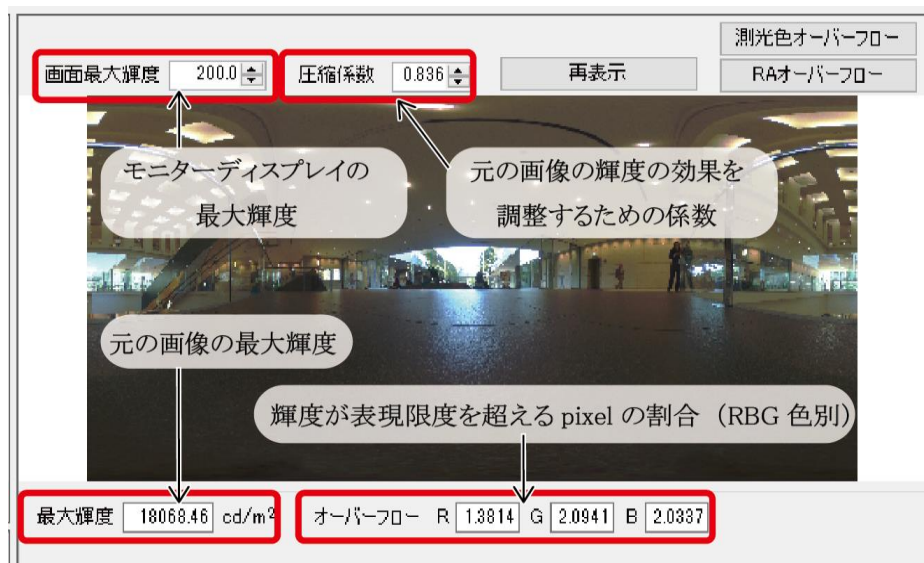 測光色オーバーフロー
画面最大輝度 200.0 圧縮係数 0.836 再表示 RAオーバーフロー
モニターディスプレイの
最大輝度
元の画像の輝度の効果を
調整するための係数
元の画像の最大輝度
輝度が表現限度を超える pixel の割合（RBG 色別）
最大輝度 18068.46 cd/m² オーバーフロー R 1.3814 G 2.0941 B 2.0337